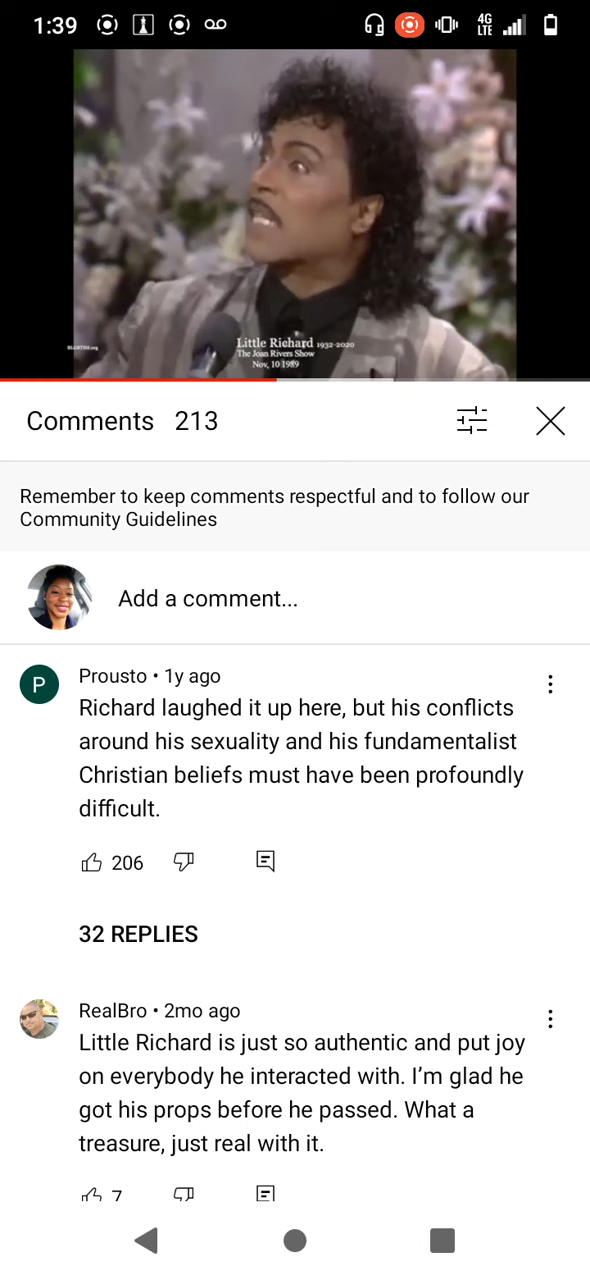 1:39
4G
LTE
Little Richard 1932-2020
The Joan Rivers Show
Nov, 10 1989
Comments 213
Remember to keep comments respectful and to follow our
Community Guidelines
Add a comment...
P
Prousto • 1y ago
Richard laughed it up here, but his conflicts
around his sexuality and his fundamentalist
Christian beliefs must have been profoundly
difficult.
206
32 REPLIES
RealBro • 2mo ago
Little Richard is just so authentic and put joy
on everybody he interacted with. I’m glad he
got his props before he passed. What a
treasure, just real with it.
7